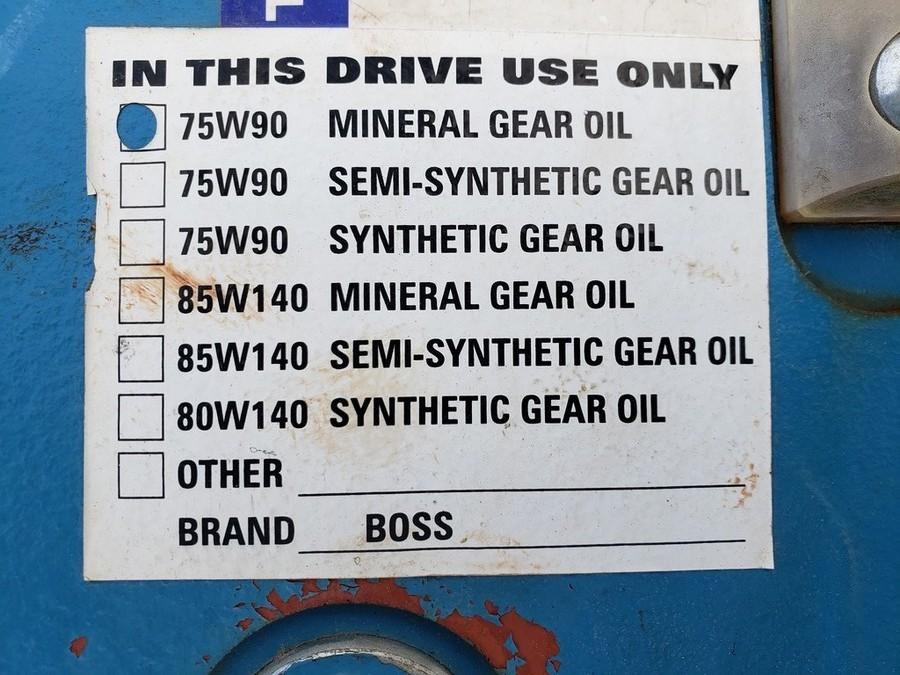 IN THIS DRIVE USE ONLY
75W90 MINERAL GEAR OIL
75W90 SEMI-SYNTHETIC GEAR OIL
75W90 SYNTHETIC GEAR OIL
85W140 MINERAL GEAR OIL
85W140 SEMI-SYNTHETIC GEAR OIL
80W140 SYNTHETIC GEAR OIL
OTHER
BRAND BOSS